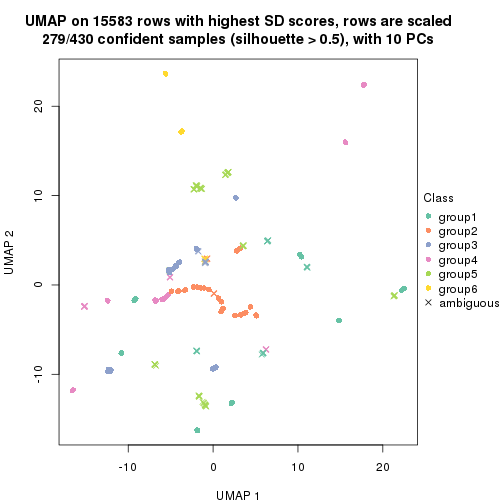 UMAP on 15583 rows with highest SD scores, rows are scaled
279/430 confident samples (silhouette > 0.5), with 10 PCs
20
10
0
-10
UMAP 2
-10
0
10
20
UMAP 1
Class
group1
group2
group3
group4
group5
group6
ambiguous